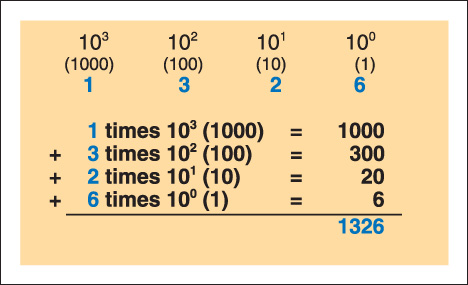 10³ 10² 10¹ 10⁰
(1000) (100) (10) (1)
1 3 2 6
1 times 10³ (1000) = 1000
+ 3 times 10² (100) = 300
+ 2 times 10¹ (10) = 20
+ 6 times 10⁰ (1) = 6
1326